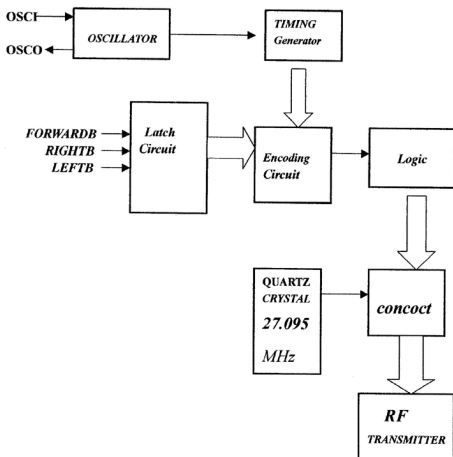 OSCI
OSCO
OSCILLATOR
TIMING
Generator
FORWARDB
RIGHTB
LEFTB
Latch
Circuit
Encoding
Circuit
Logic
QUARTZ
CRYSTAL
27.095
MHz
concoct
RF
TRANSMITTER